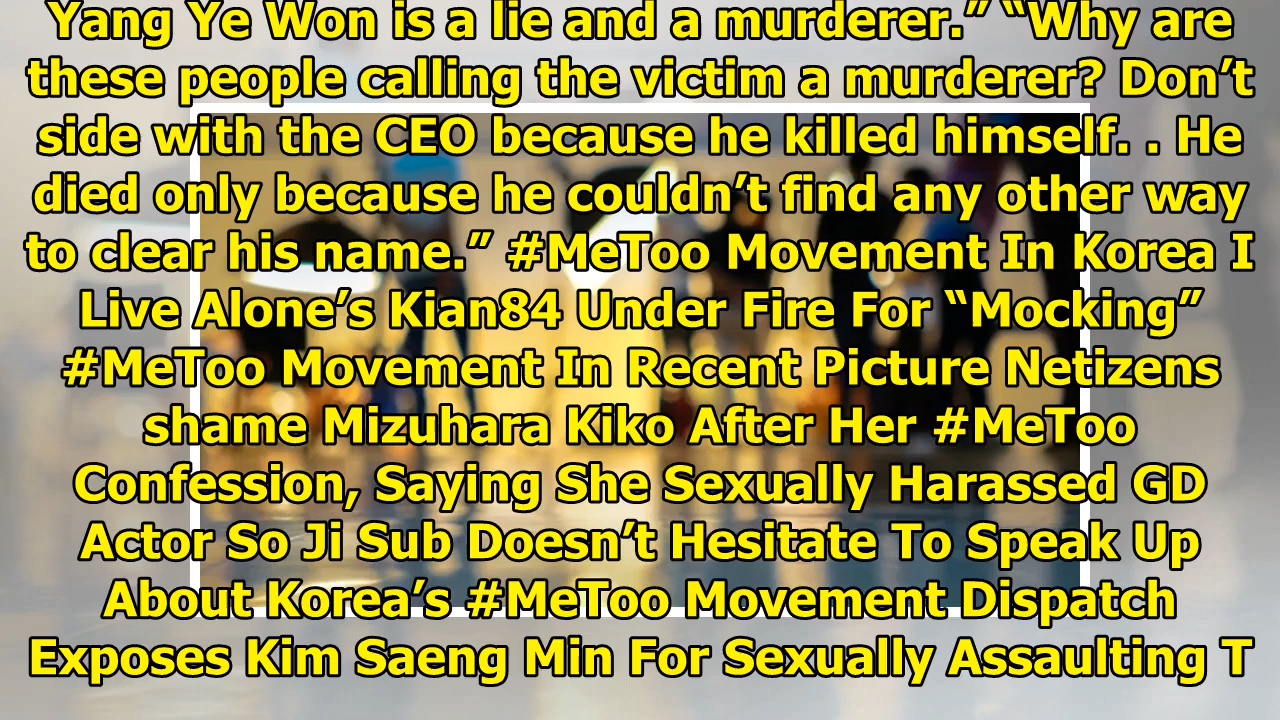 Yang Ye Won is a lie and a murderer.” “Why are
these people calling the victim a murderer? Don’t
side with the CEO because he killed himself. . He
died only because he couldn’t find any other way
to clear his name.” #MeToo Movement In Korea I
Live Alone’s Kian84 Under Fire For “Mocking”
#MeToo Movement In Recent Picture Netizens
shame Mizuhara Kiko After Her #MeToo
Confession, Saying She Sexually Harassed GD
Actor So Ji Sub Doesn’t Hesitate To Speak Up
About Korea’s #MeToo Movement Dispatch
Exposes Kim Saeng Min For Sexually Assaulting T